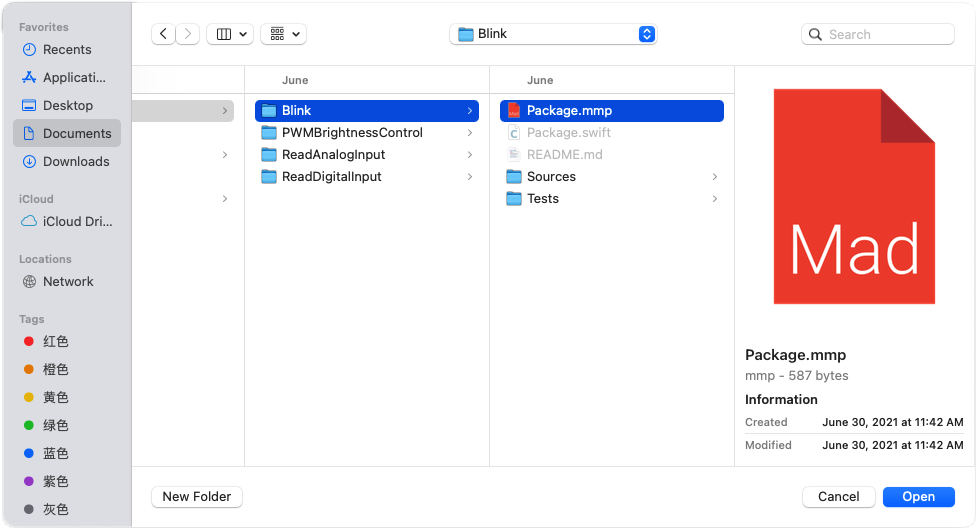 Favorites
Recents
Applicati...
Desktop
Documents
Downloads
iCloud
iCloud Dri...
Locations
Network
Tags
红色
橙色
黄色
绿色
蓝色
紫色
灰色
Blink
Search
June
Blink
PWMBrightnessControl
ReadAnalogInput
ReadDigitalInput
June
Package.mmp
Package.swift
README.md
Sources
Tests
Mad
Package.mmp
mmp - 587 bytes
Information
Created June 30, 2021 at 11:42 AM
Modified June 30, 2021 at 11:42 AM
New Folder
Cancel
Open